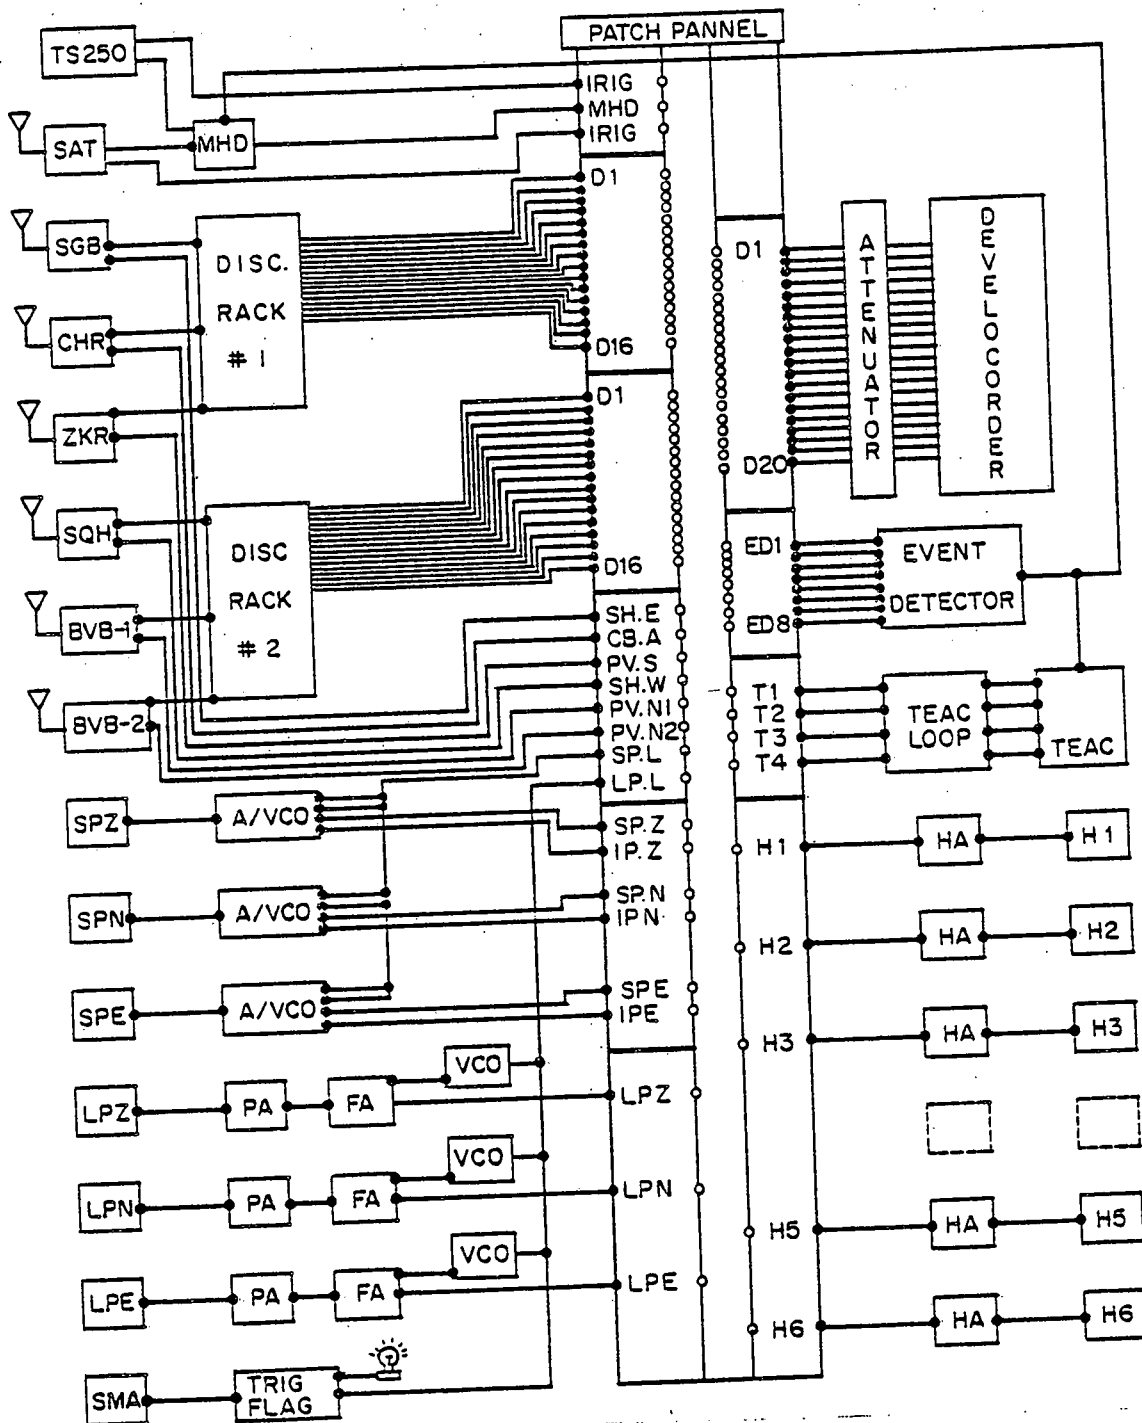 PATCH PANNEL
TS250
SAT
MHD
IRIG
MHD
IRIG
SGB
CHR
ZKR
DISC.
RACK
# 1
D1
D16
SQH
BVB-1
BVB-2
DISC
RACK
# 2
D1
D16
SH.E
CB.A
PV.S
SH.W
PV.N1
PV.N2
SP.L
LP.L
SPZ
A/VCO
SP.Z
IP.Z
SPN
A/VCO
SP.N
IP.N
SPE
A/VCO
SPE
IPE
LPZ
PA
FA
VCO
LPZ
LPN
PA
FA
VCO
LPN
LPE
PA
FA
VCO
LPE
SMA
TRIG
FLAG
D1
D20
ATTENUATOR
DEVELOCORDER
ED1
ED8
EVENT
DETECTOR
T1
T2
T3
T4
TEAC
LOOP
TEAC
H1
HA
H1
H2
HA
H2
H3
HA
H3
H5
HA
H5
H6
HA
H6